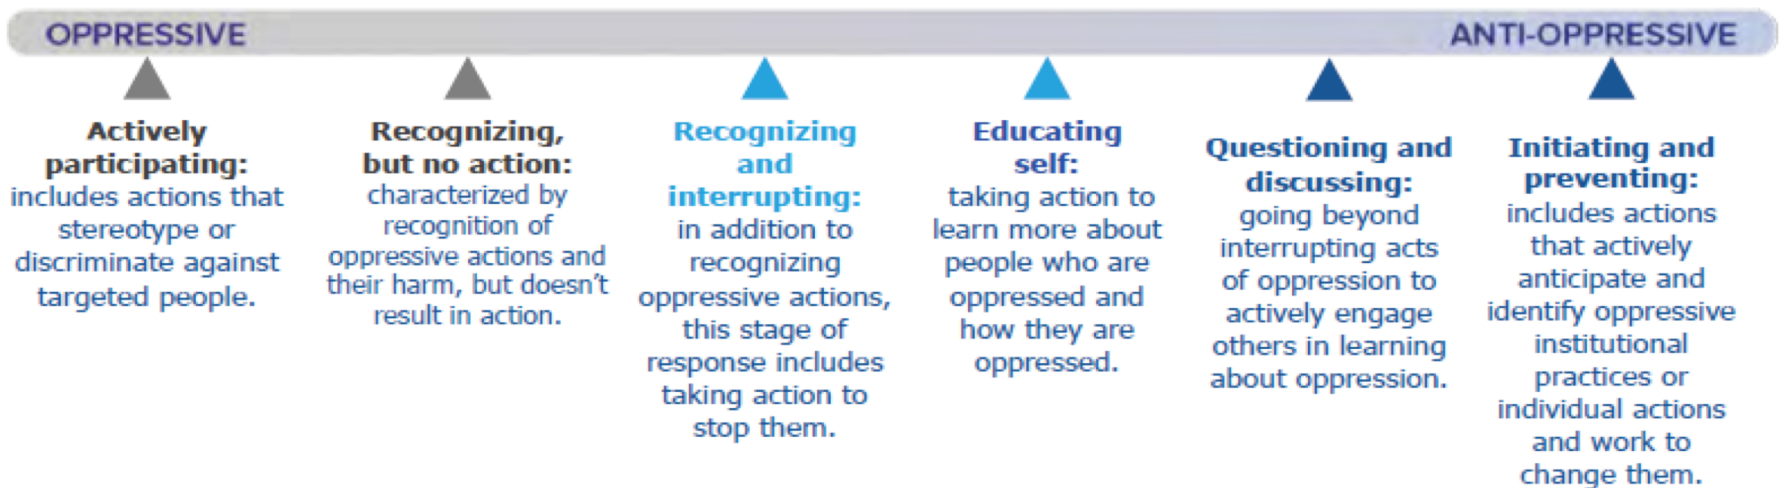 OPPRESSIVE
ANTI-OPPRESSIVE
Actively
participating:
includes actions that
stereotype or
discriminate against
targeted people.
Recognizing,
but no action:
characterized by
recognition of
oppressive actions and
their harm, but doesn't
result in action.
Recognizing
and
interrupting:
in addition to
recognizing
oppressive actions,
this stage of
response includes
taking action to
stop them.
Educating
self:
taking action to
learn more about
people who are
oppressed and
how they are
oppressed.
Questioning and
discussing:
going beyond
interrupting acts
of oppression to
actively engage
others in learning
about oppression.
Initiating and
preventing:
includes actions
that actively
anticipate and
identify oppressive
institutional
practices or
individual actions
and work to
change them.